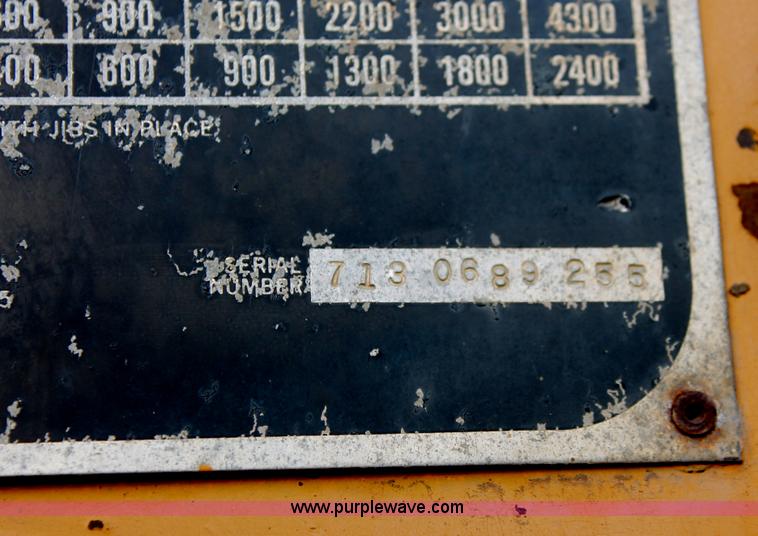 900 1500 2200 3000 4300
600 900 1300 1800 2400
JIBS IN PLACE
SERIAL
NUMBER 713 0689 255
www.purplewave.com